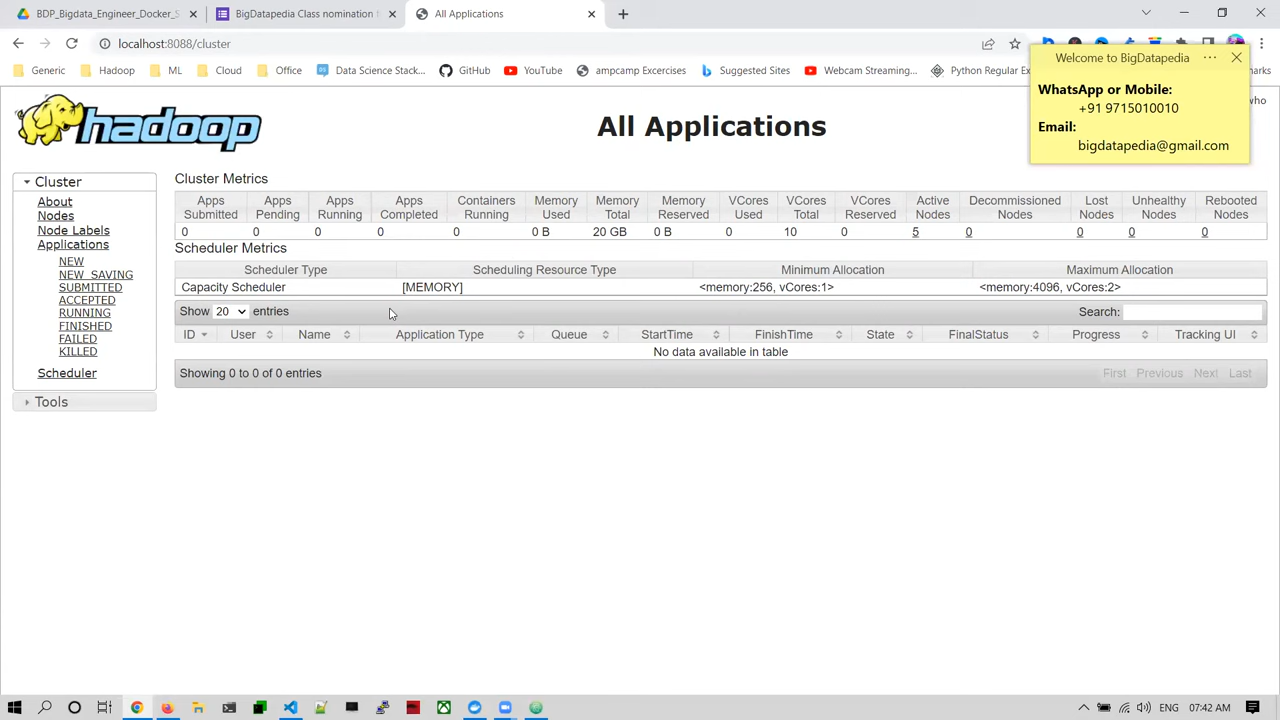 BDP_Bigdata_Engineer_Docker_S
BigDatapedia Class nomination f
All Applications
localhost:8088/cluster
Generic
Hadoop
ML
Cloud
Office
Data Science Stack...
GitHub
YouTube
ampcamp Excercises
Suggested Sites
Webcam Streaming...
Python Regular Ex
marks
Welcome to BigDatapedia
WhatsApp or Mobile:
+91 9715010010
Email:
bigdatapedia@gmail.com
who
hadoop
All Applications
Cluster
About
Nodes
Node Labels
Applications
NEW
NEW_SAVING
SUBMITTED
ACCEPTED
RUNNING
FINISHED
FAILED
KILLED
Scheduler
Tools
Cluster Metrics
Apps Submitted Apps Pending Apps Running Apps Completed Containers Running Memory Used Memory Total Memory Reserved VCores Used VCores Total VCores Reserved Active Nodes Decommissioned Nodes Lost Nodes Unhealthy Nodes Rebooted Nodes
0 0 0 0 0 0 B 20 GB 0 B 0 10 0 5 0 0 0 0
Scheduler Metrics
Scheduler Type Scheduling Resource Type Minimum Allocation Maximum Allocation
Capacity Scheduler [MEMORY] <memory:256, vCores:1> <memory:4096, vCores:2>
Show 20 entries Search:
ID User Name Application Type Queue StartTime FinishTime State FinalStatus Progress Tracking UI
No data available in table
Showing 0 to 0 of 0 entries First Previous Next Last
ENG 07:42 AM